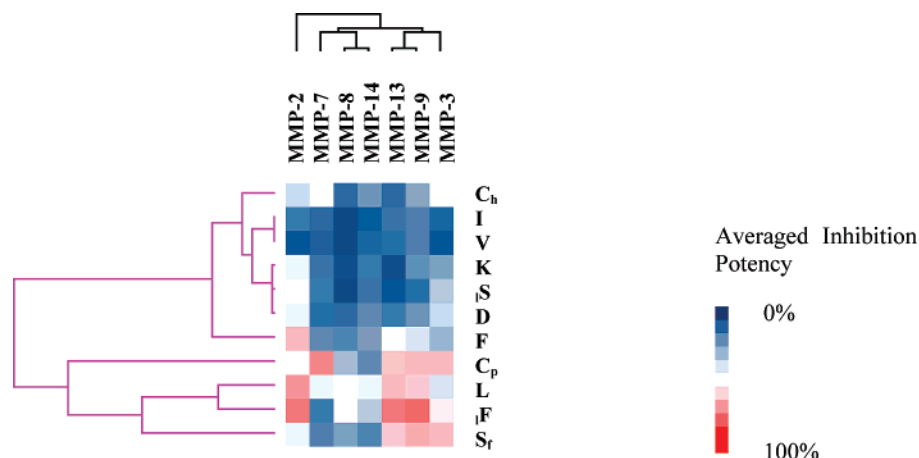 MMP-2
MMP-7
MMP-8
MMP-14
MMP-13
MMP-9
MMP-3
Cₕ
I
V
K
ₗS
D
F
Cₚ
L
ₗF
S_f
Averaged Inhibition
Potency
0%
100%